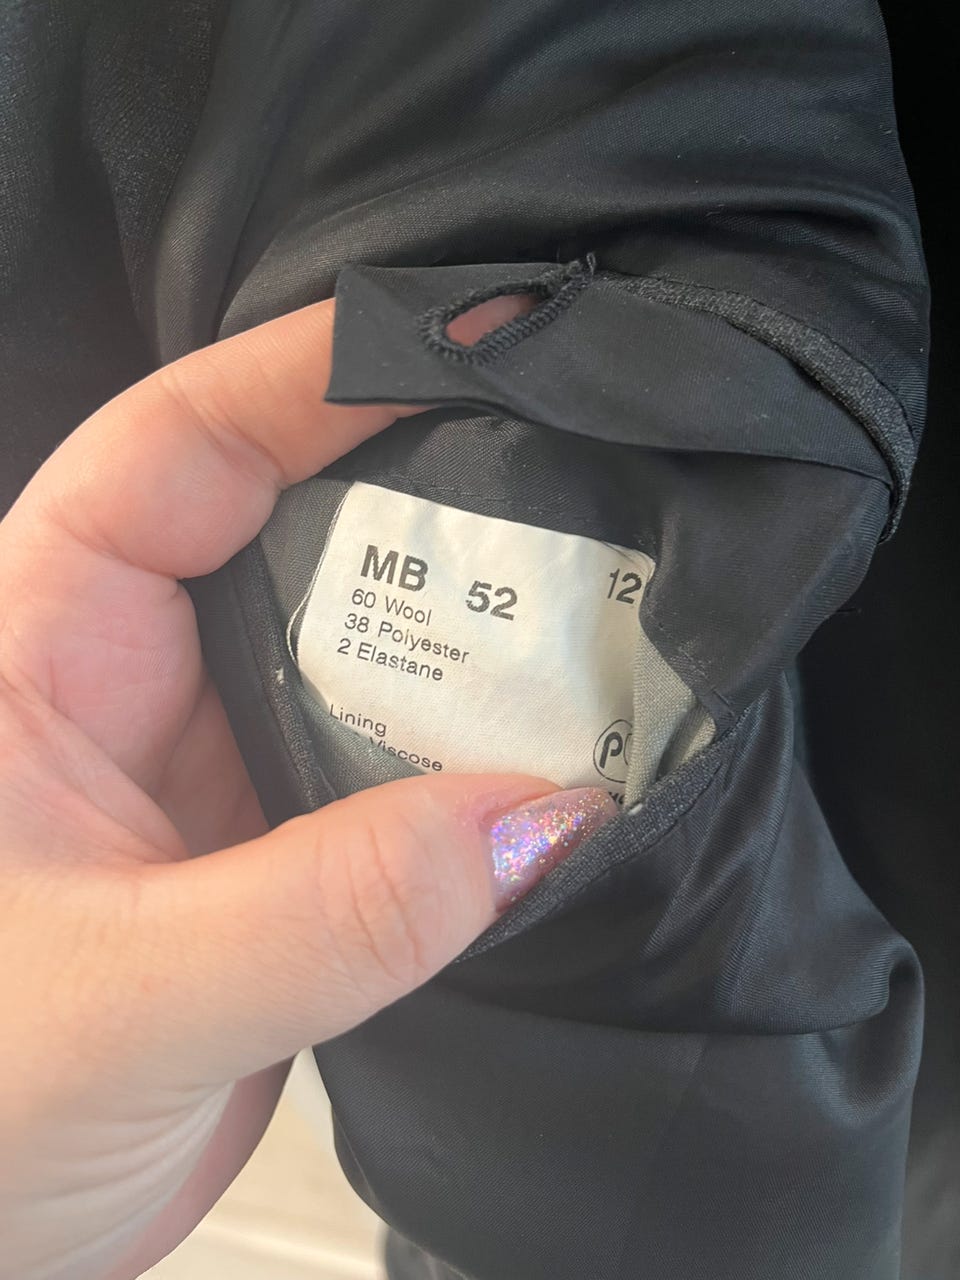 MB 52 12
60 Wool
38 Polyester
2 Elastane
Lining
Viscose
P